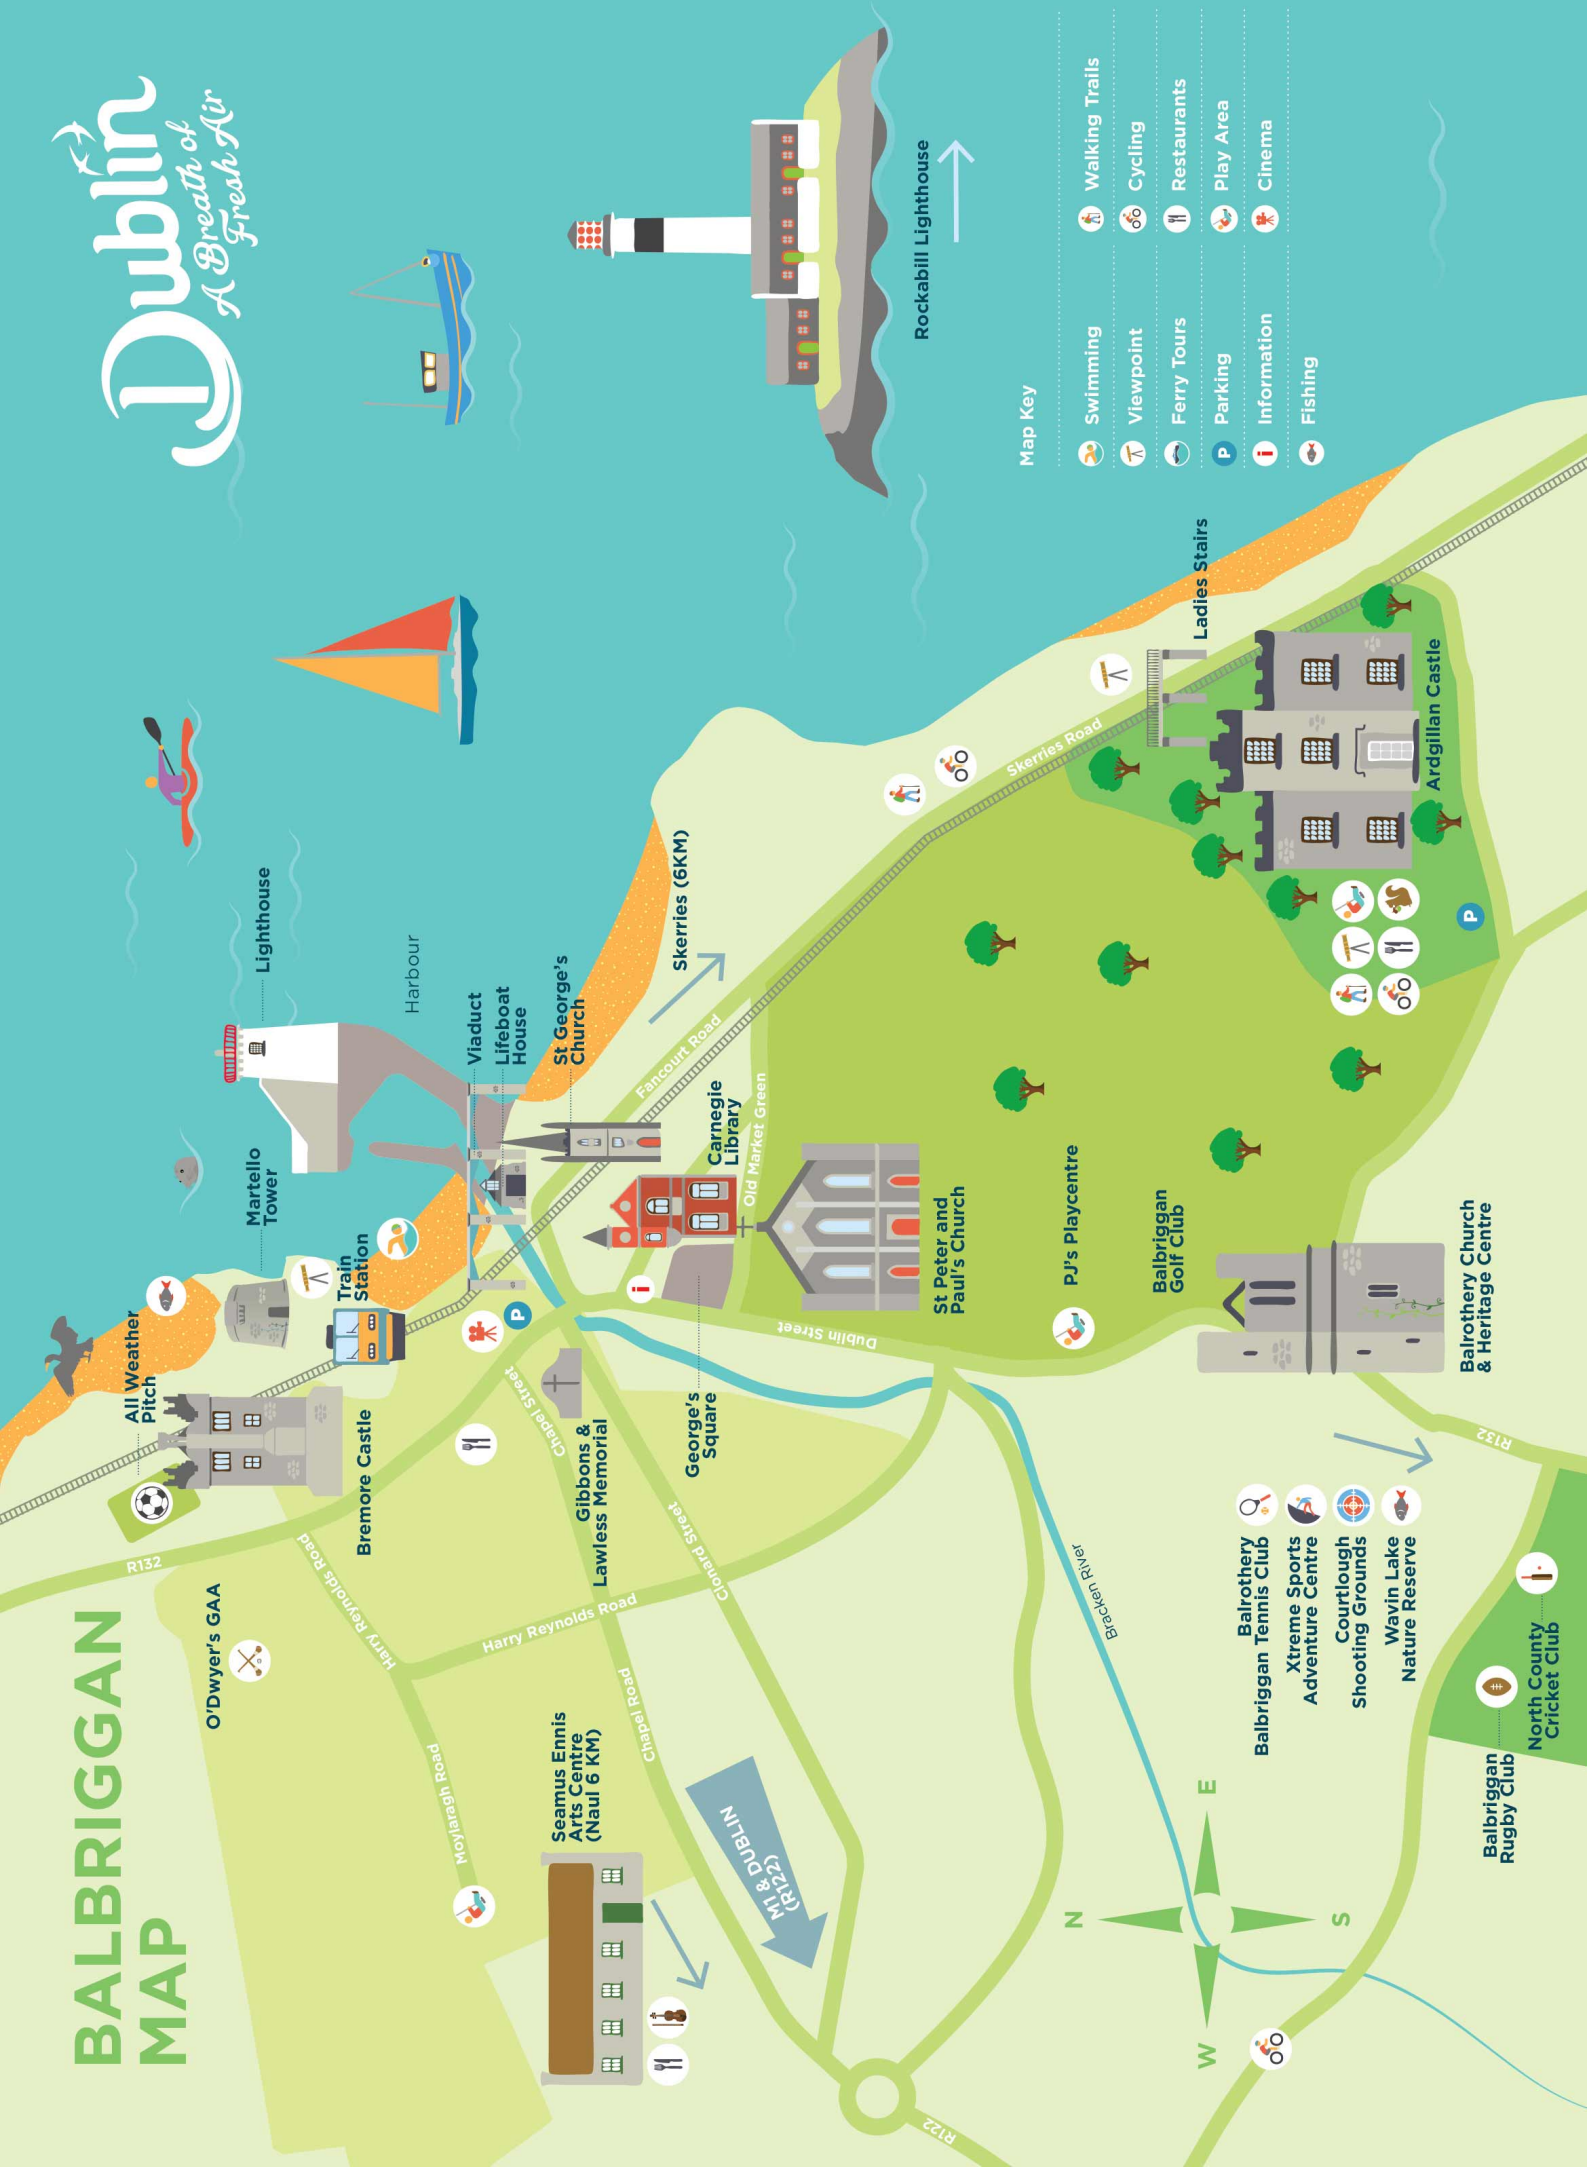 BALBRIGGAN
MAP
Dublin
A Breath of
Fresh Air
R132
All Weather
Pitch
Martello
Tower
Lighthouse
O'Dwyer's GAA
Harry Reynolds Road
Bremore Castle
Train
Station
Harbour
Moylaragh Road
Harry Reynolds Road
Chapel Street
Viaduct
Lifeboat
House
St George's
Church
Seamus Ennis
Arts Centre
(Naul 6 KM)
Chapel Road
Gibbons &
Lawless Memorial
Clonard Street
George's
Square
Carnegie
Library
Fancourt Road
Skerries (6KM)
Old Market Green
M1 & DUBLIN
(R122)
Dublin Street
St Peter and
Paul's Church
Rockabill Lighthouse
R122
Skerries Road
PJ's Playcentre
Bracken River
Balbriggan
Golf Club
Ladies Stairs
Map Key
Swimming
Viewpoint
Ferry Tours
P
Parking
i
Information
Fishing
Walking Trails
Cycling
Restaurants
Play Area
Cinema
P
i
P
Ardgillan Castle
N
E
S
W
Balrothery
Balbriggan Tennis Club
Xtreme Sports
Adventure Centre
Courtlough
Shooting Grounds
Wavin Lake
Nature Reserve
Balrothery Church
& Heritage Centre
R132
Balbriggan
Rugby Club
North County
Cricket Club